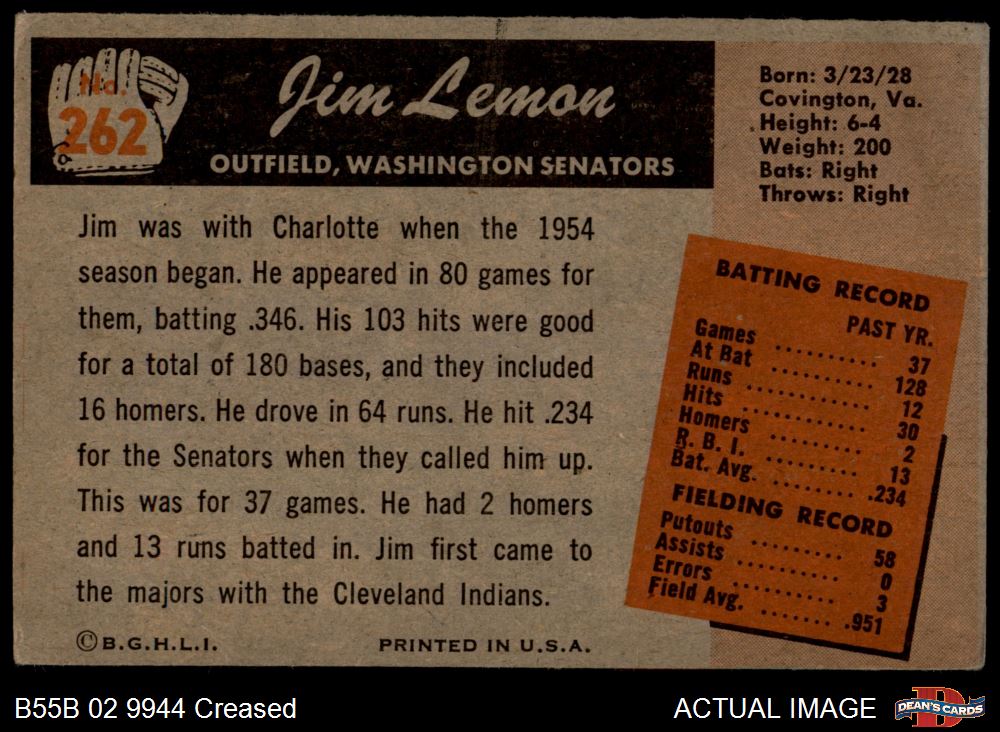 No.
262
Jim Lemon
OUTFIELD, WASHINGTON SENATORS
Born: 3/23/28
Covington, Va.
Height: 6-4
Weight: 200
Bats: Right
Throws: Right
Jim was with Charlotte when the 1954
season began. He appeared in 80 games for
them, batting .346. His 103 hits were good
for a total of 180 bases, and they included
16 homers. He drove in 64 runs. He hit .234
for the Senators when they called him up.
This was for 37 games. He had 2 homers
and 13 runs batted in. Jim first came to
the majors with the Cleveland Indians.
BATTING RECORD
PAST YR.
Games .......... 37
At Bat .......... 128
Runs ............ 12
Hits ............ 30
Homers ......... 2
R. B. I. ......... 13
Bat. Avg. ........ .234
FIELDING RECORD
Putouts ......... 58
Assists .......... 0
Errors .......... 3
Field Avg. ....... .951
©B.G.H.L.I.
PRINTED IN U.S.A.
B55B 02 9944 Creased
ACTUAL IMAGE
D
DEAN'S CARDS